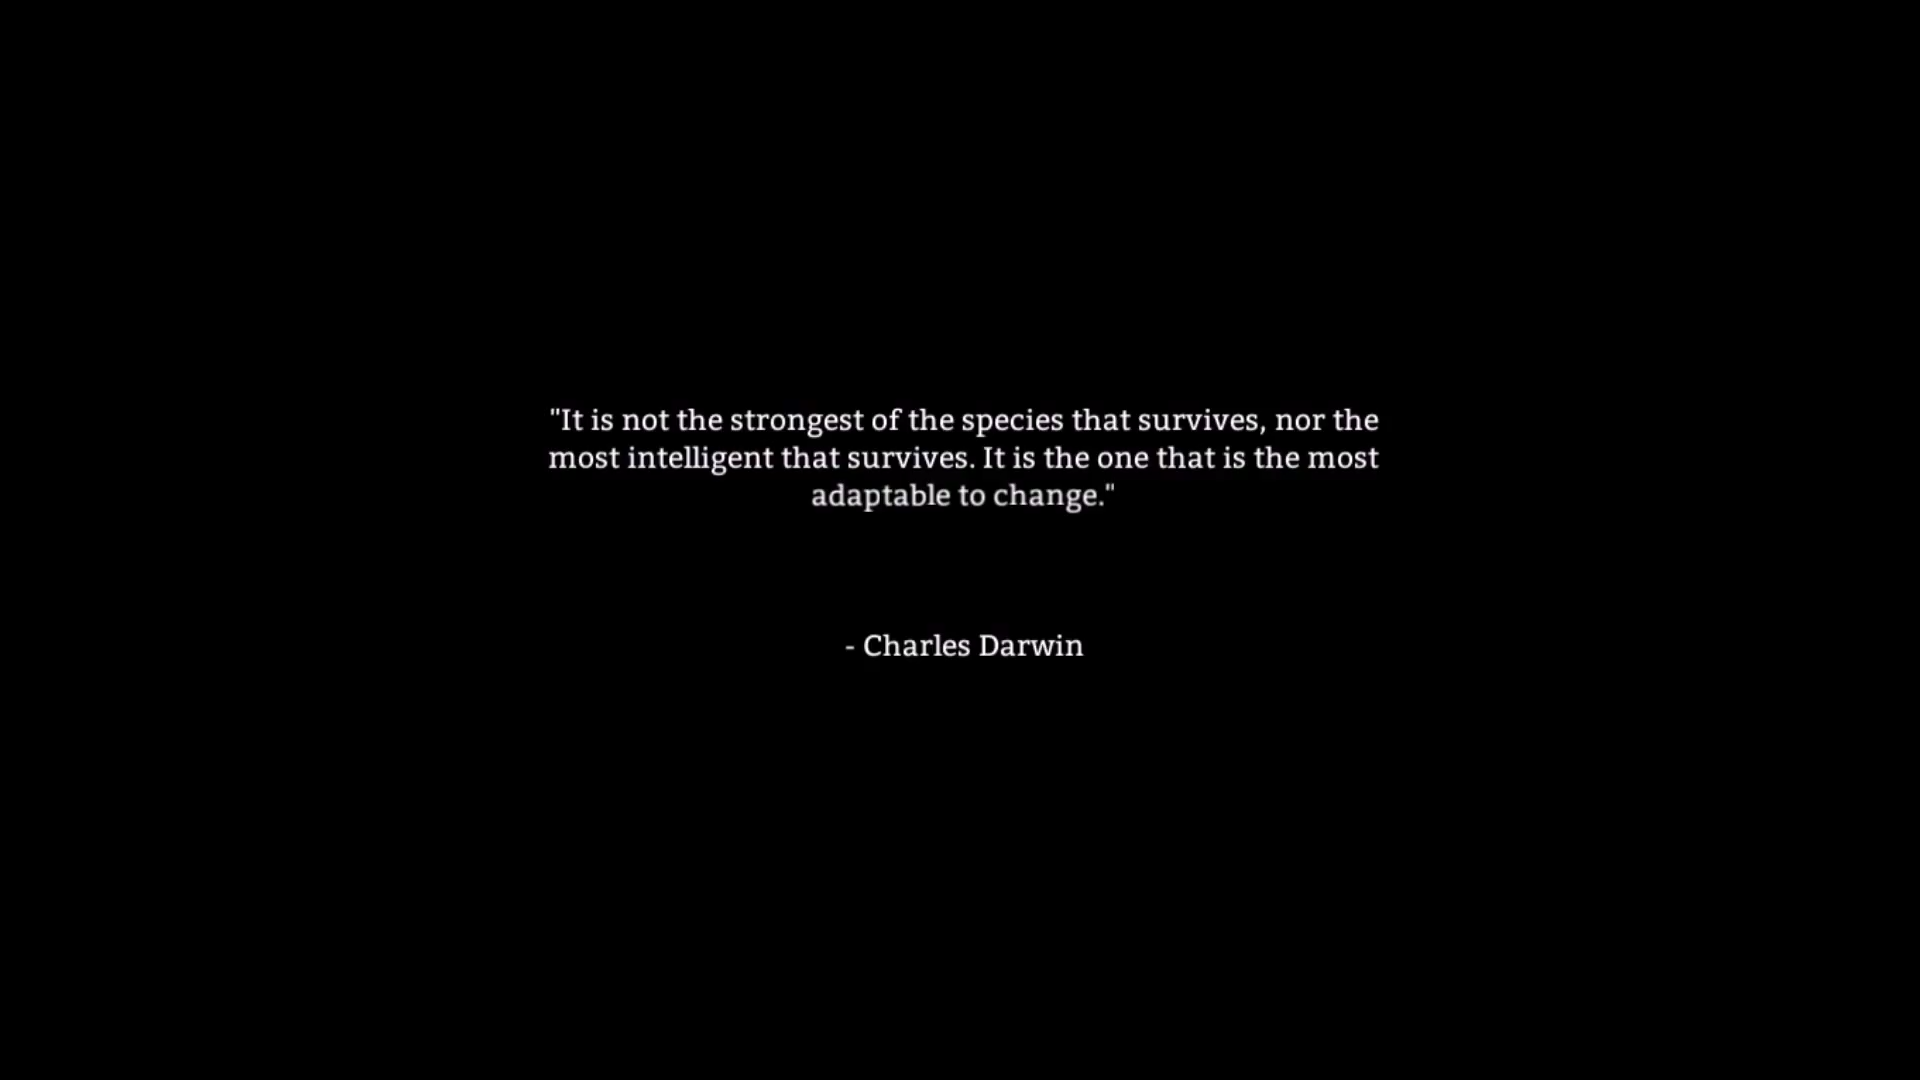 "It is not the strongest of the species that survives, nor the
most intelligent that survives. It is the one that is the most
adaptable to change."
- Charles Darwin